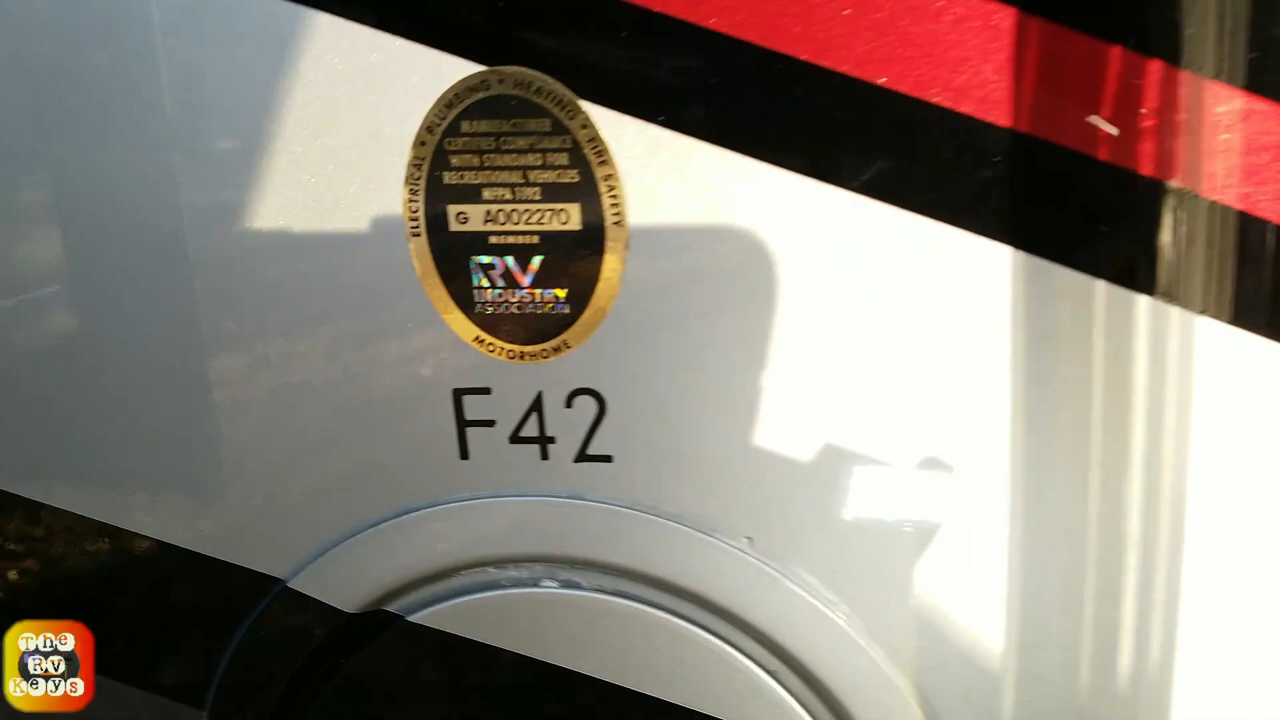 ELECTRICAL • PLUMBING • HEATING • FIRE SAFETY
MANUFACTURER
CERTIFIES COMPLIANCE
WITH STANDARD FOR
RECREATIONAL VEHICLES
NFPA 1192
G A002270
MEMBER
RV
INDUSTRY
ASSOCIATION
MOTORHOME
F42
The
Rv
Keys